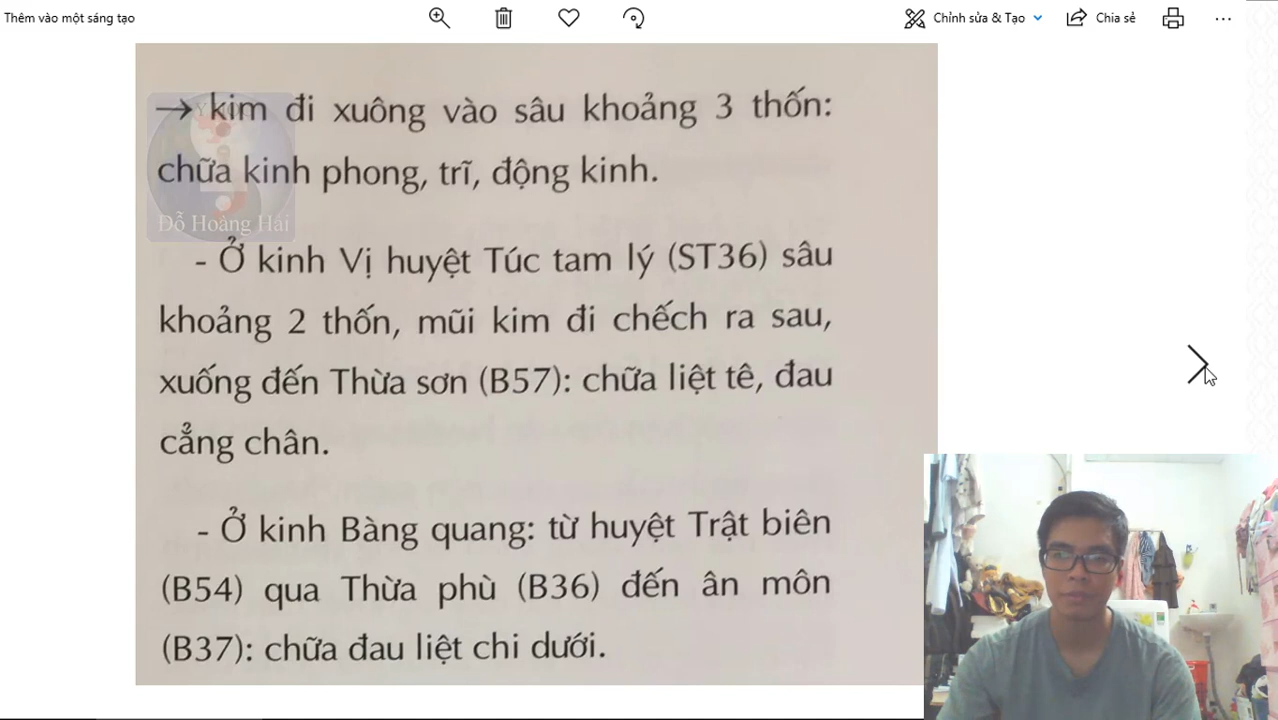 Thêm vào một sáng tạo
Chỉnh sửa & Tạo
Chia sẻ
→ kim đi xuông vào sâu khoảng 3 thốn:
chữa kinh phong, trĩ, động kinh.
Đỗ Hoàng Hải
- Ở kinh Vị huyệt Túc tam lý (ST36) sâu
khoảng 2 thốn, mũi kim đi chếch ra sau,
xuống đến Thừa sơn (B57): chữa liệt tê, đau
cẳng chân.
- Ở kinh Bàng quang: từ huyệt Trật biên
(B54) qua Thừa phù (B36) đến ân môn
(B37): chữa đau liệt chi dưới.